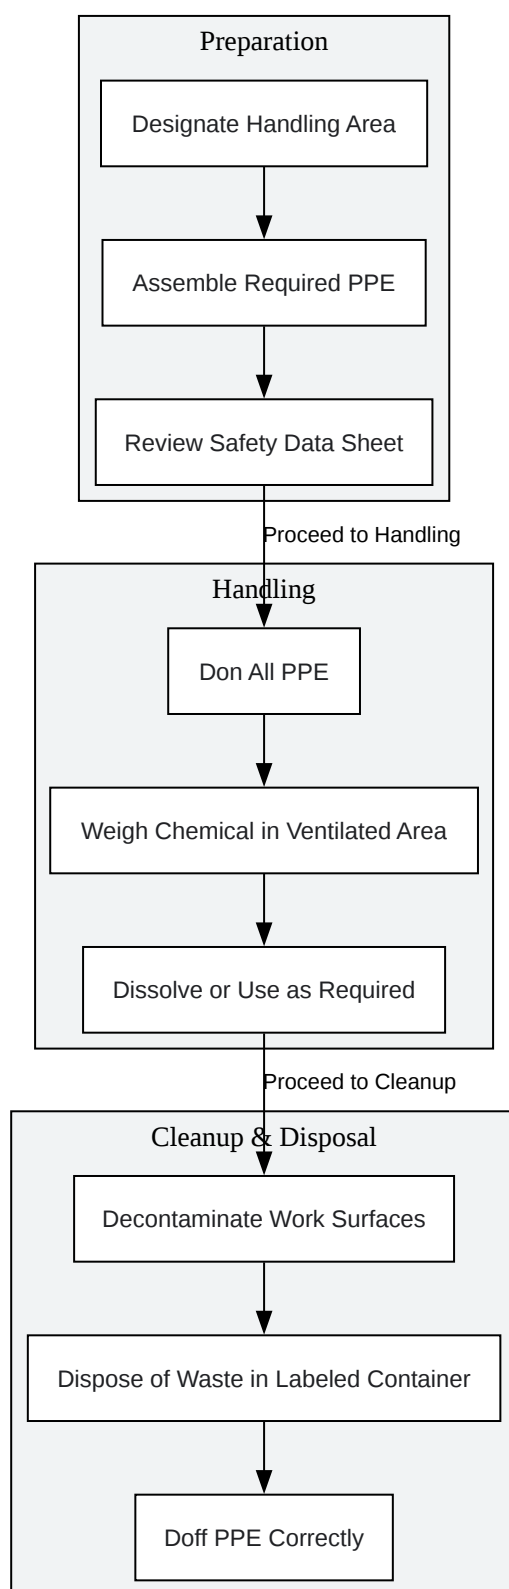 Preparation
Designate Handling Area
Assemble Required PPE
Review Safety Data Sheet
Proceed to Handling
Handling
Don All PPE
Weigh Chemical in Ventilated Area
Dissolve or Use as Required
Proceed to Cleanup
Cleanup & Disposal
Decontaminate Work Surfaces
Dispose of Waste in Labeled Container
Doff PPE Correctly